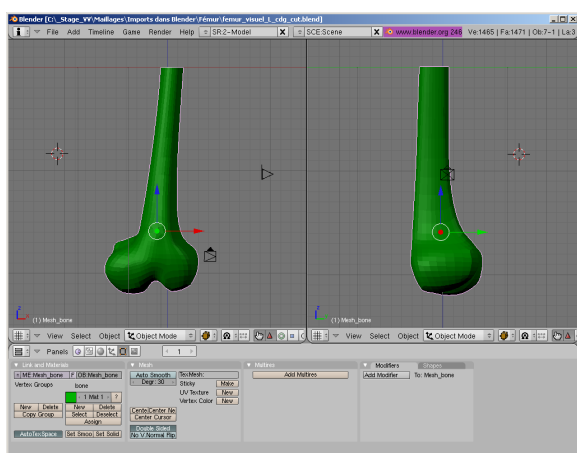 Blender [C:\_Stage_VV\Maillages\Imports dans Blender\Fémur\femur_visuel_L_cdg_cut.blend]
File Add Timeline Game Render Help SR:2-Model X SCE:Scene X www.blender.org 246 Ve:1465 | Fa:1471 | Ob:7-1 | La:3
z
x
(1) Mesh_bone
z
(1) Mesh_bone
View Select Object Object Mode View Select Object Object Mode
Panels 1
Link and Materials Mesh Multires Modifiers Shapes
ME:Mesh_bone F OB:Mesh_bone Auto Smooth TexMesh: Add Multires Add Modifier To: Mesh_bone
Vertex Groups bone Degr: 30 Sticky Make
UV Texture New
1 Mat 1 ? Vertex Color New
New Delete New Delete
Copy Group Select Deselect Cente Center Ne
Assign Center Cursor
Double Sided
AutoTexSpace Set Smoo Set Solid No V.Normal Flip